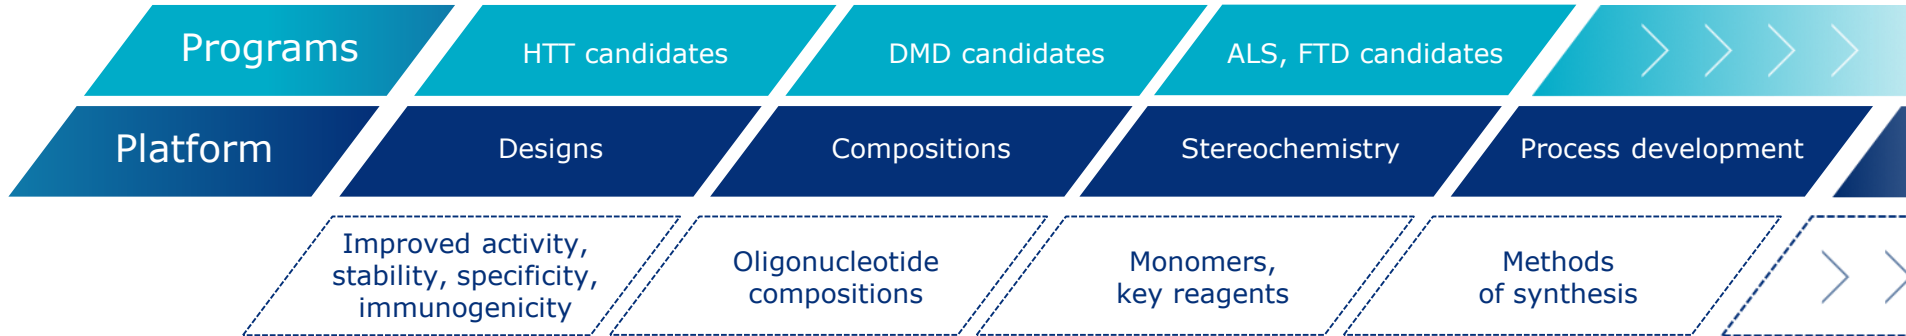 Programs
HTT candidates
DMD candidates
ALS, FTD candidates
Platform
Designs
Compositions
Stereochemistry
Process development
Improved activity,
stability, specificity,
immunogenicity
Oligonucleotide
compositions
Monomers,
key reagents
Methods
of synthesis